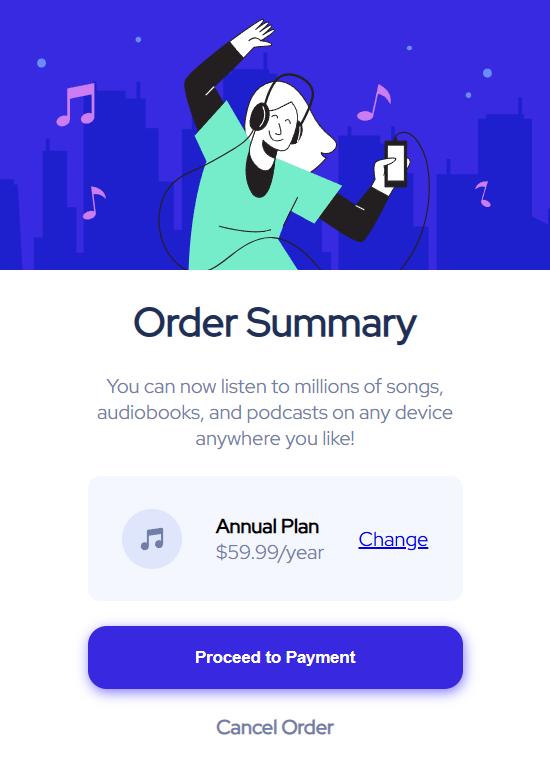 Order Summary
You can now listen to millions of songs,
audiobooks, and podcasts on any device
anywhere you like!
Annual Plan
$59.99/year
Change
Proceed to Payment
Cancel Order